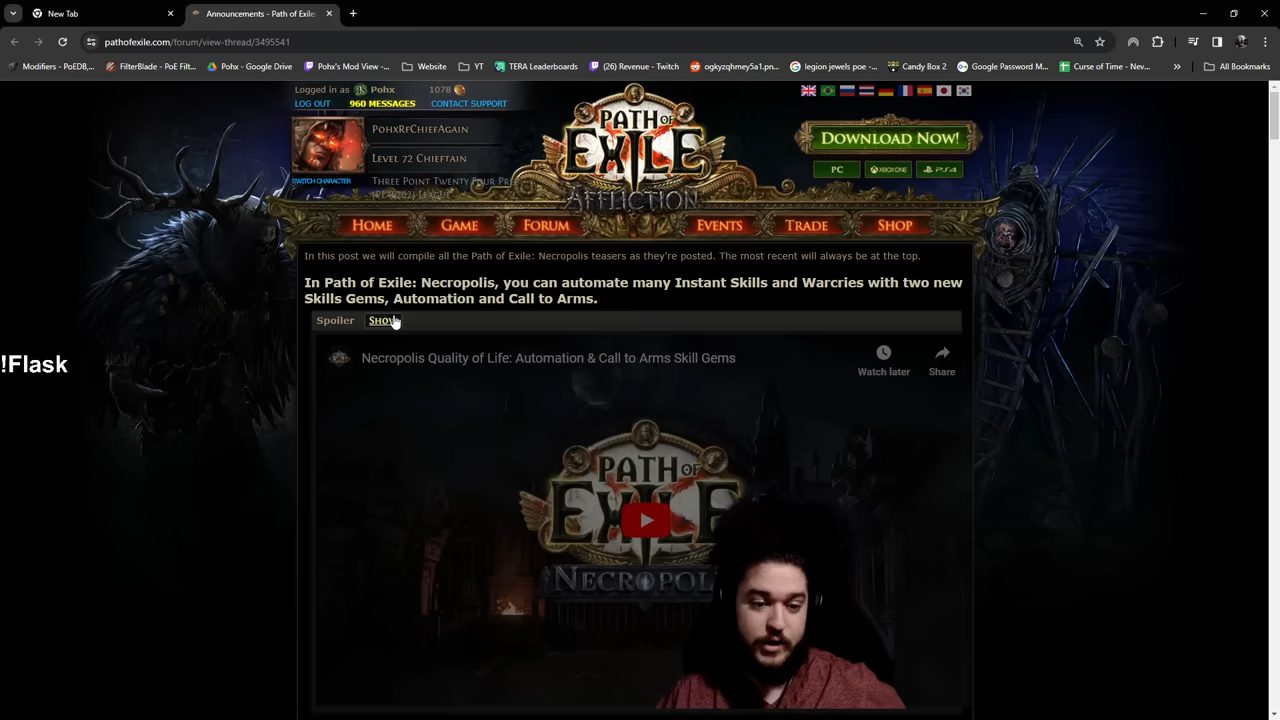 New Tab
Announcements - Path of Exile
pathofexile.com/forum/view-thread/3495541
Modifiers - PoEDB,...
FilterBlade - PoE Filt...
Pohx - Google Drive
Pohx's Mod View -...
Website
YT
TERA Leaderboards
(26) Revenue - Twitch
ogkyzqhmey5a1.pn...
legion jewels poe -...
Candy Box 2
Google Password M...
Curse of Time - Nev...
»
All Bookmarks
Logged in as Pohx 1078
LOG OUT 960 MESSAGES CONTACT SUPPORT
PohxRfChiefAgain
Level 72 Chieftain
SWITCH CHARACTER
PATH OF
EXILE
AFFLICTION
Download Now!
PC
XBOX ONE
PS4
Home
Game
Forum
Events
Trade
Shop
In this post we will compile all the Path of Exile: Necropolis teasers as they're posted. The most recent will always be at the top.
In Path of Exile: Necropolis, you can automate many Instant Skills and Warcries with two new
Skills Gems, Automation and Call to Arms.
Spoiler
!Flask
Necropolis Quality of Life: Automation & Call to Arms Skill Gems
Watch later
Share
PATH OF
EXILE